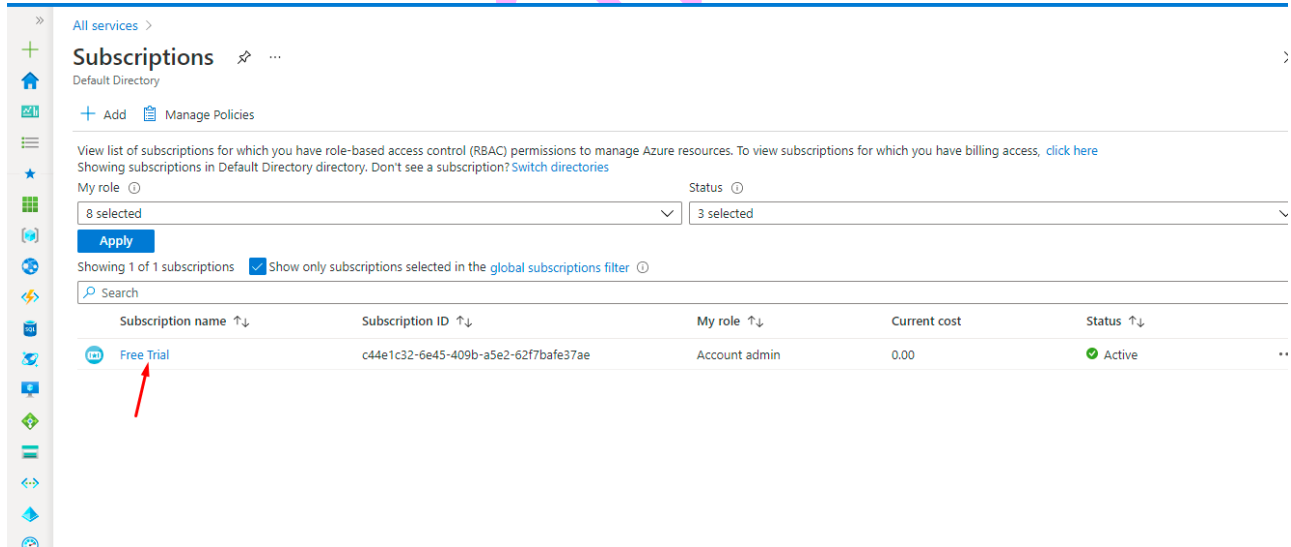 All services >
Subscriptions
Default Directory
Add Manage Policies
View list of subscriptions for which you have role-based access control (RBAC) permissions to manage Azure resources. To view subscriptions for which you have billing access, click here
Showing subscriptions in Default Directory directory. Don't see a subscription? Switch directories
My role Status
8 selected 3 selected
Apply
Showing 1 of 1 subscriptions Show only subscriptions selected in the global subscriptions filter
Search
Subscription name Subscription ID My role Current cost Status
Free Trial c44e1c32-6e45-409b-a5e2-62f7bafe37ae Account admin 0.00 Active